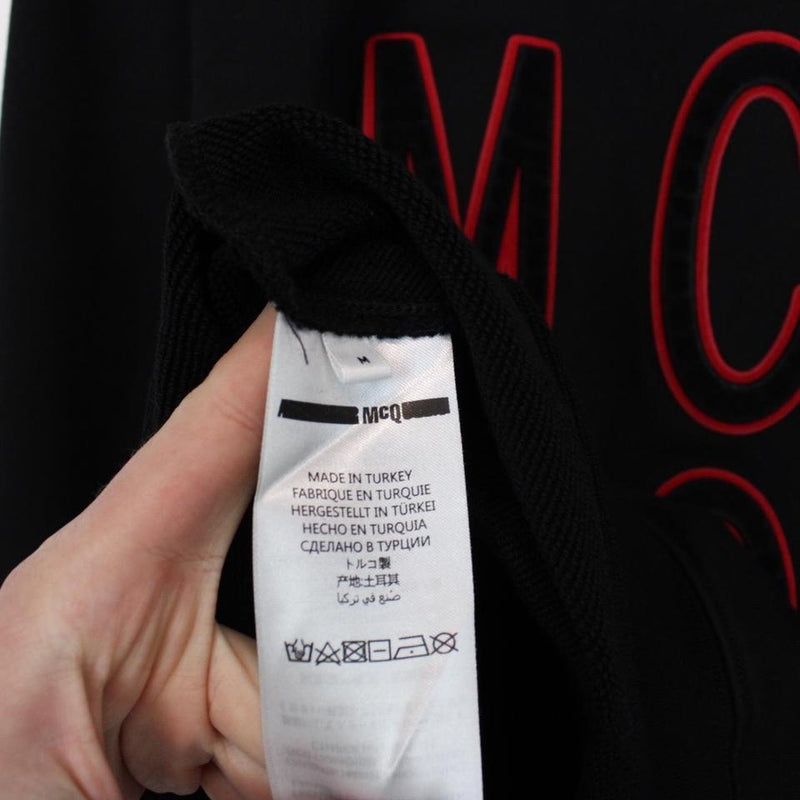 MC
M
McQ
MADE IN TURKEY
FABRIQUE EN TURQUIE
HERGESTELLT IN TÜRKEI
HECHO EN TURQUIA
СДЕЛАНО В ТУРЦИИ
トルコ製
产地:土耳其
صنع في تركيا